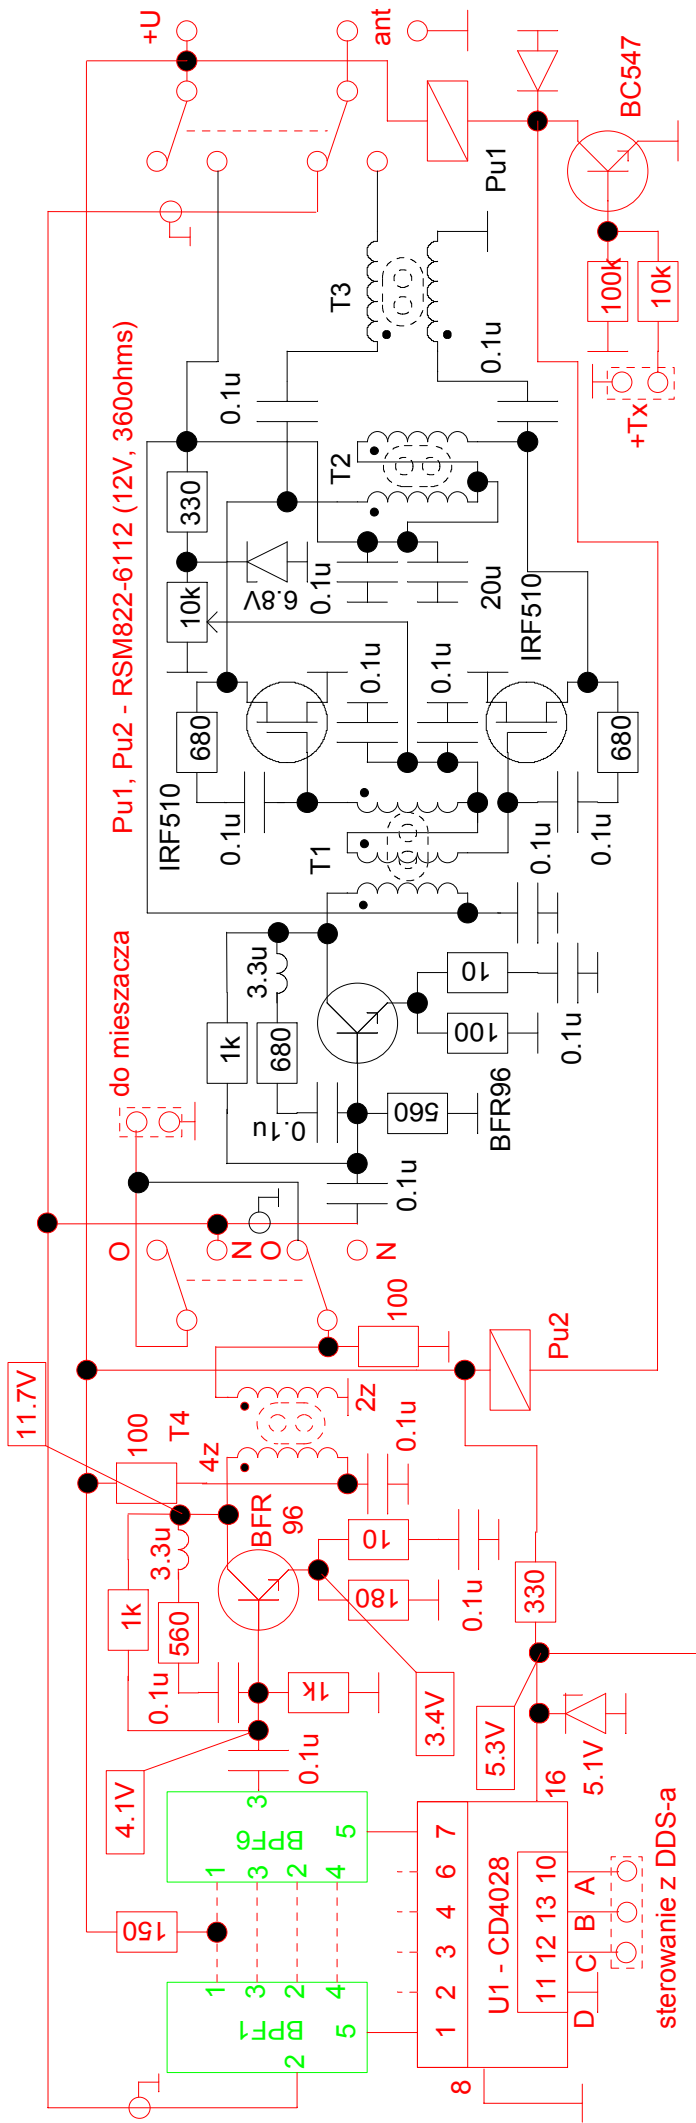 +U
ant
BC547
Pu1
100k
10k
+Tx
T3
0.1u
0.1u
Pu1, Pu2 - RSM822-6112 (12V, 360ohms)
330
10k
6.8V
0.1u
20u
T2
IRF510
IRF510
680
0.1u
0.1u
0.1u
680
0.1u
0.1u
T1
do mieszacza
1k
3.3u
680
0.1u
560
0.1u
BFR96
100
10
0.1u
O
N
O
N
100
Pu2
11.7V
100
T4
4z
2z
0.1u
BFR
96
1k
3.3u
560
0.1u
1k
180
10
0.1u
3.4V
4.1V
0.1u
330
5.3V
5.1V
150
BPF6
1
3
2
4
3
5
BPF1
1
3
2
4
2
5
1
2
3
4
6
7
U1 - CD4028
11
12
13
10
16
8
D
C
B
A
sterowanie z DDS-a